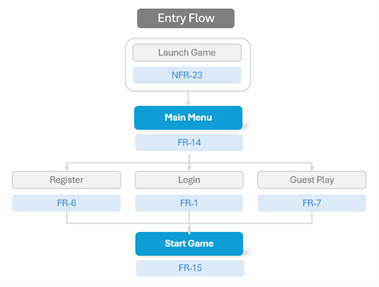 Entry Flow
Launch Game
NFR-23
Main Menu
FR-14
Register
Login
Guest Play
FR-6
FR-1
FR-7
Start Game
FR-15